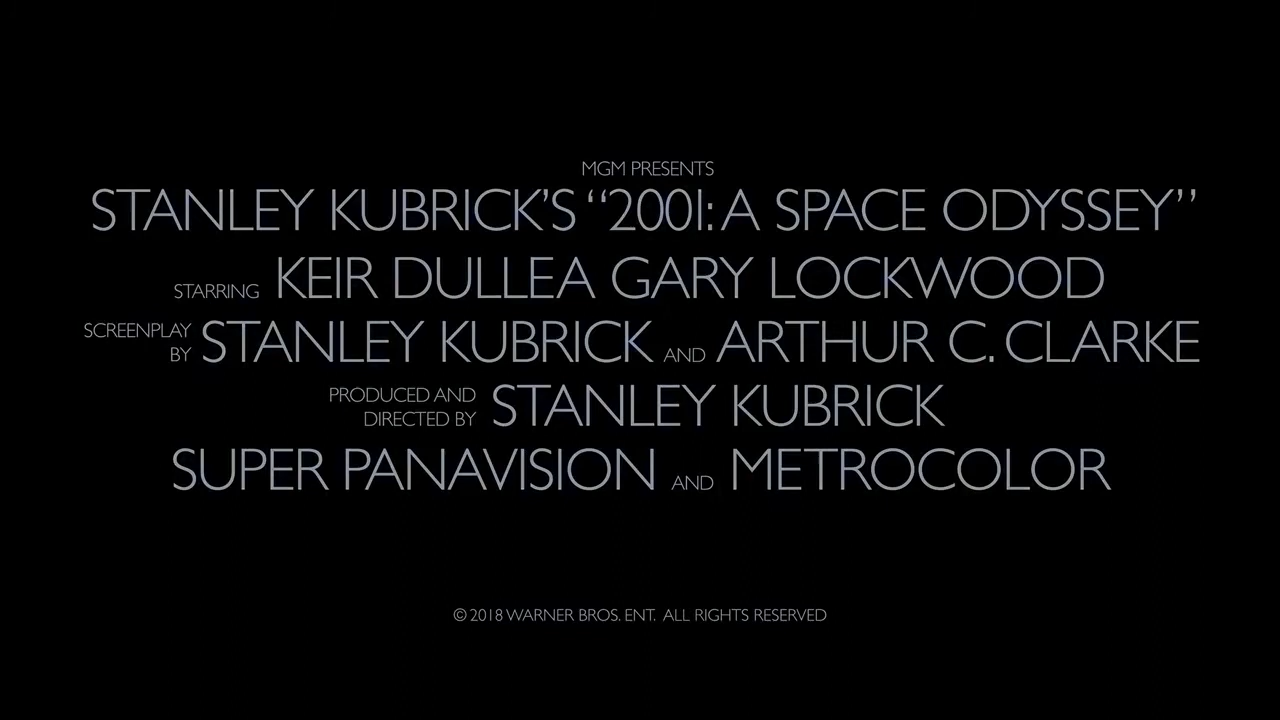 MGM PRESENTS
STANLEY KUBRICK’S “2001: A SPACE ODYSSEY”
STARRING KEIR DULLEA GARY LOCKWOOD
SCREENPLAY BY STANLEY KUBRICK AND ARTHUR C. CLARKE
PRODUCED AND DIRECTED BY STANLEY KUBRICK
SUPER PANAVISION AND METROCOLOR
© 2018 WARNER BROS. ENT. ALL RIGHTS RESERVED